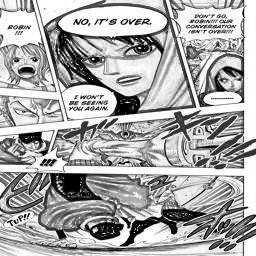 DON'T GO,
ROBIN!!! OUR
CONVERSATION
ISN'T OVER!!!
NO, IT'S OVER.
I WON'T
BE SEEING
YOU AGAIN.
ROBIN
!!!
!!!
TUP!!